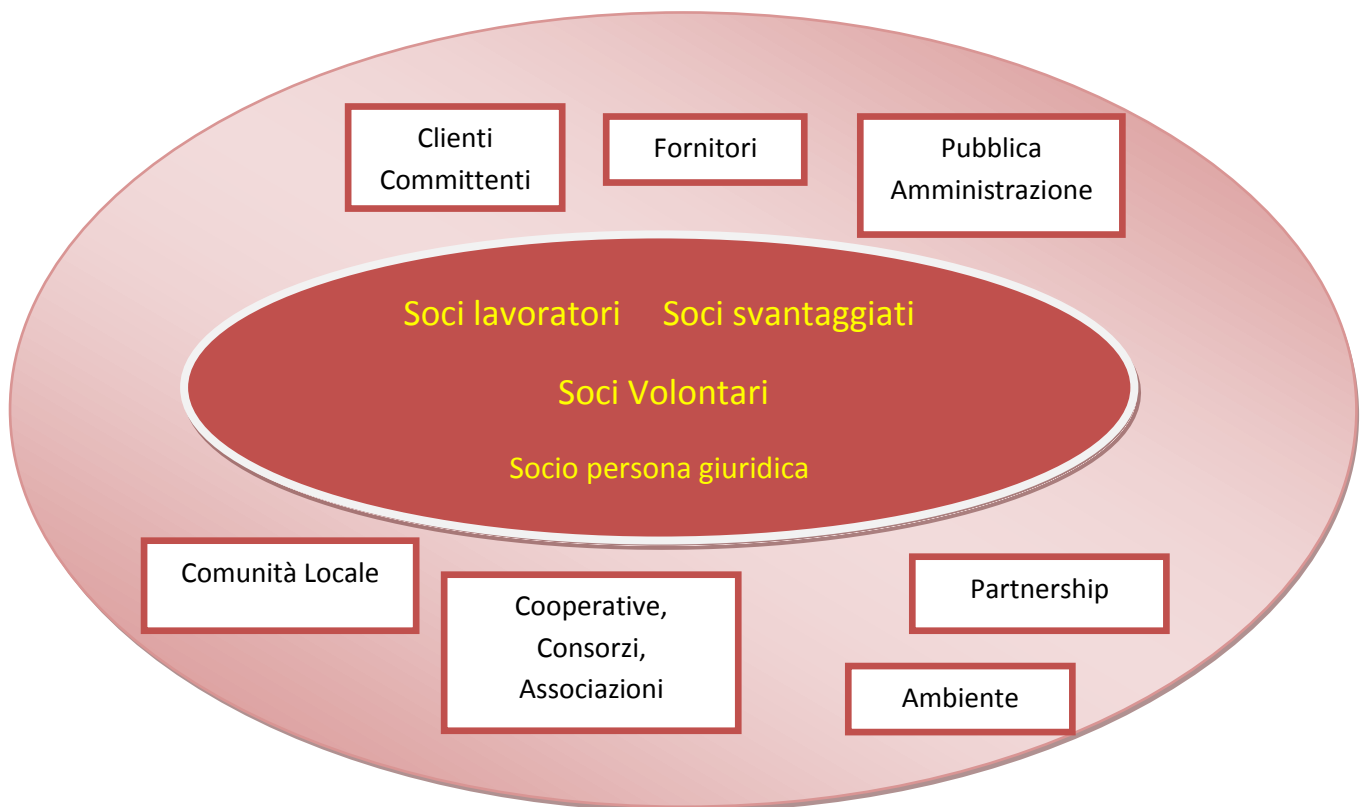 Clienti
Committenti
Fornitori
Pubblica
Amministrazione
Soci lavoratori Soci svantaggiati
Soci Volontari
Socio persona giuridica
Comunità Locale
Cooperative,
Consorzi,
Associazioni
Partnership
Ambiente